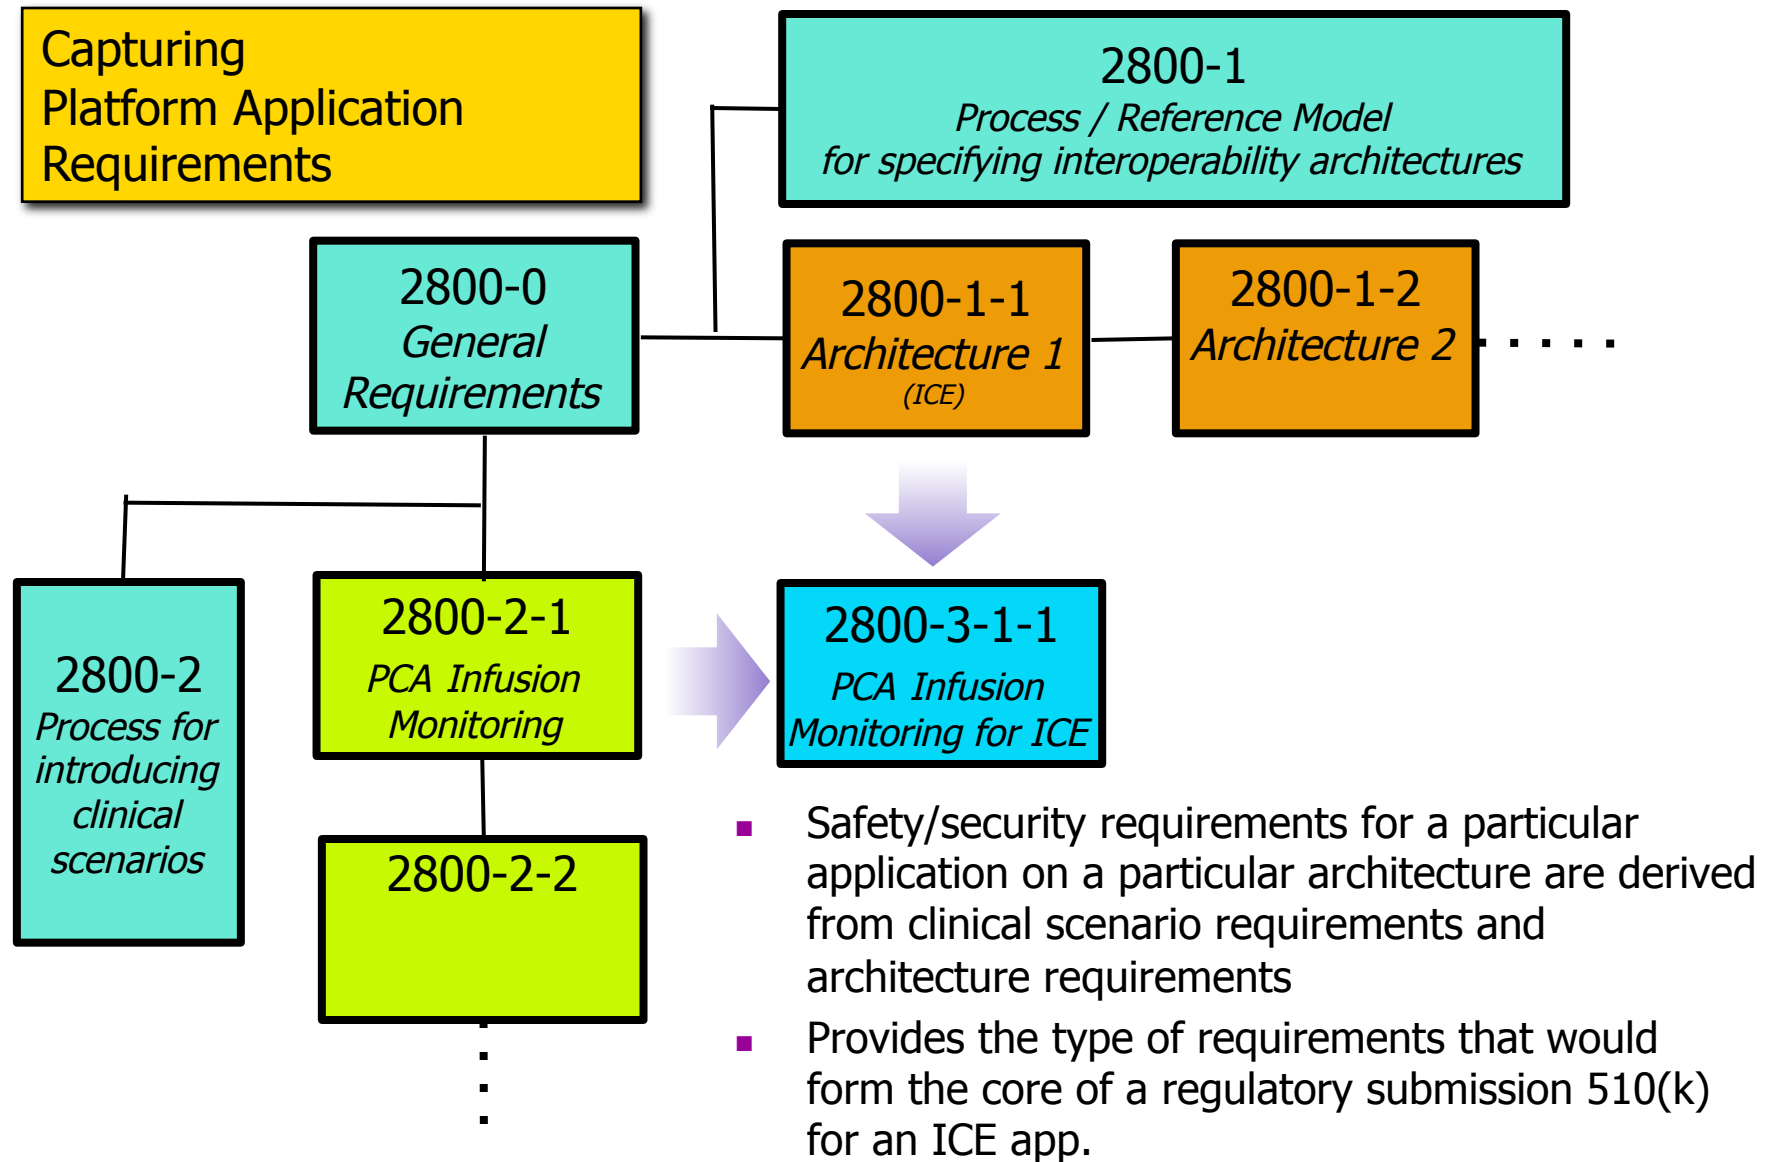 Capturing
Platform Application
Requirements
2800-1
Process / Reference Model
for specifying interoperability architectures
2800-0
General
Requirements
2800-1-1
Architecture 1
(ICE)
2800-1-2
Architecture 2
2800-2
Process for
introducing
clinical
scenarios
2800-2-1
PCA Infusion
Monitoring
2800-3-1-1
PCA Infusion
Monitoring for ICE
2800-2-2
Safety/security requirements for a particular
application on a particular architecture are derived
from clinical scenario requirements and
architecture requirements
Provides the type of requirements that would
form the core of a regulatory submission 510(k)
for an ICE app.